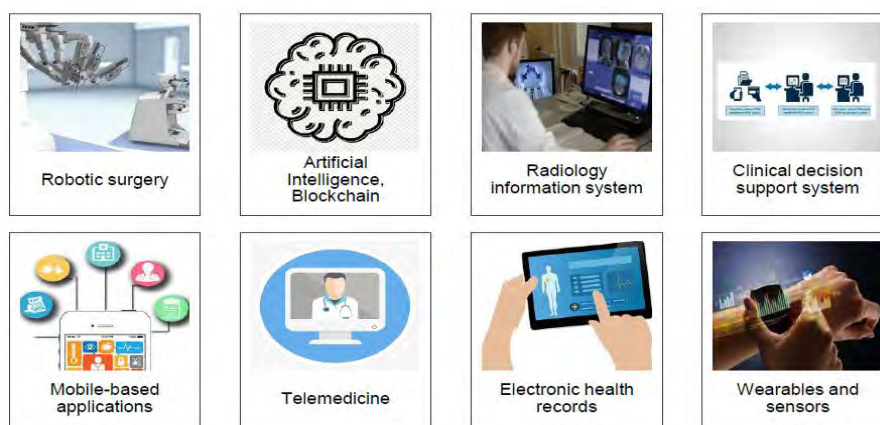 Robotic surgery
Artificial
Intelligence,
Blockchain
Radiology
information system
Clinical decision
support system
Mobile-based
applications
Telemedicine
Electronic health
records
Wearables and
sensors